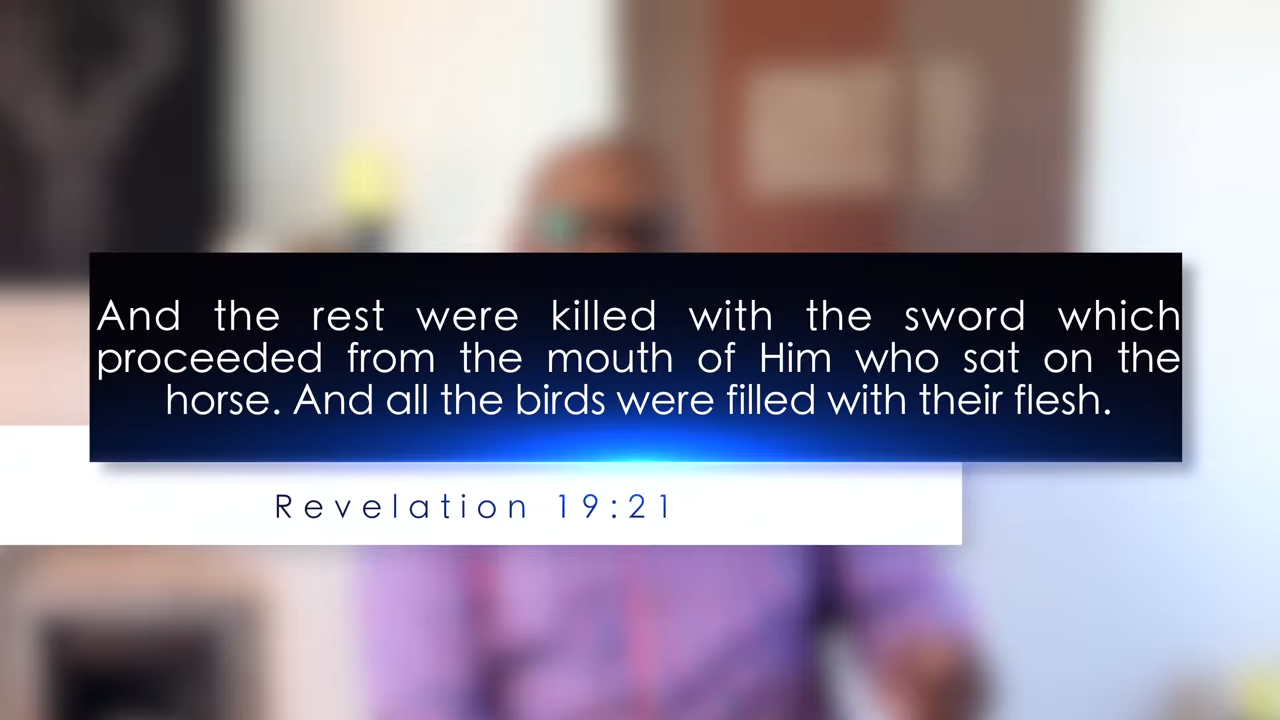 And the rest were killed with the sword which
proceeded from the mouth of Him who sat on the
horse. And all the birds were filled with their flesh.
Revelation 19:21